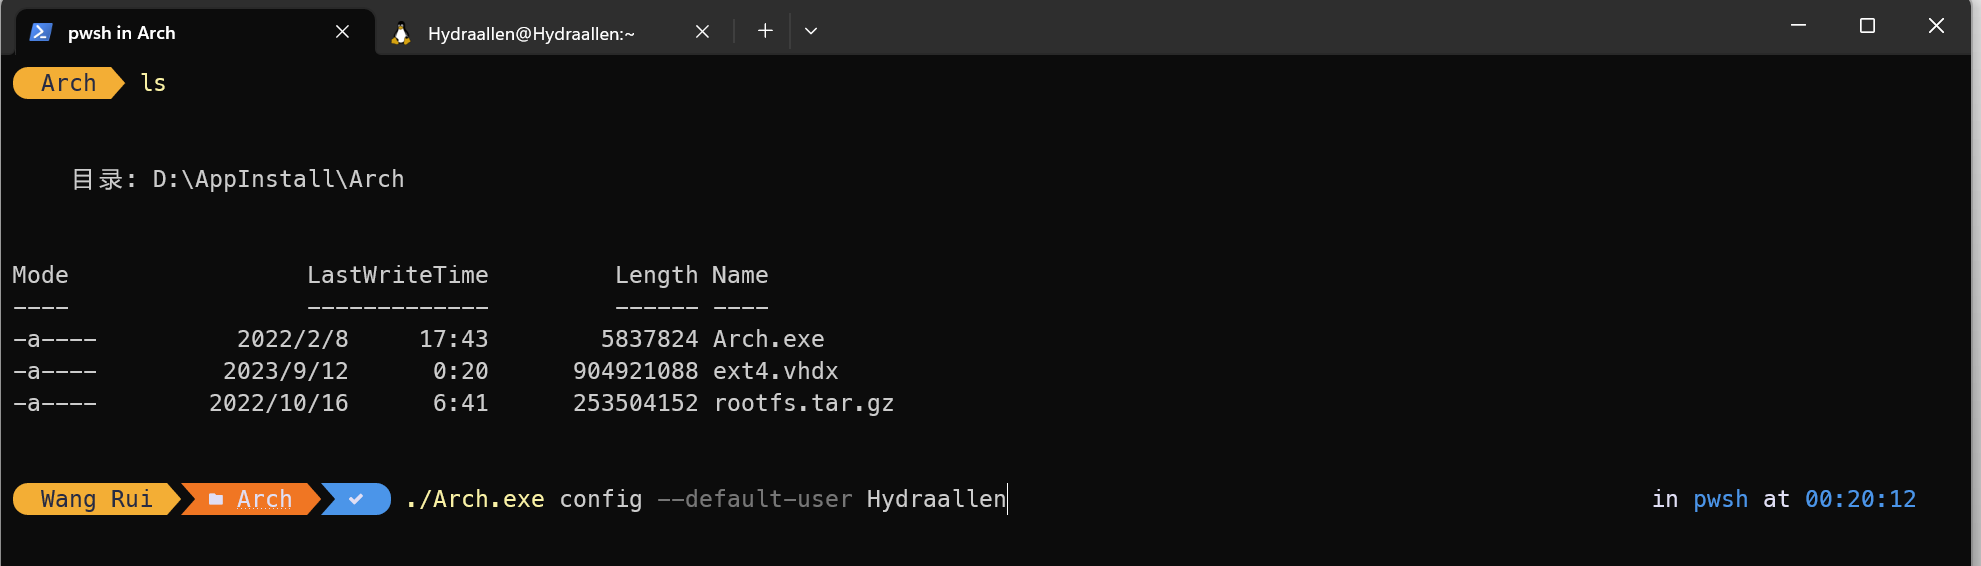 pwsh in Arch Hydraallen@Hydraallen:~
Arch ls
目录: D:\AppInstall\Arch
Mode LastWriteTime Length Name
---- ------------- ------ ----
-a---- 2022/2/8 17:43 5837824 Arch.exe
-a---- 2023/9/12 0:20 904921088 ext4.vhdx
-a---- 2022/10/16 6:41 253504152 rootfs.tar.gz
Wang Rui Arch ./Arch.exe config --default-user Hydraallen in pwsh at 00:20:12